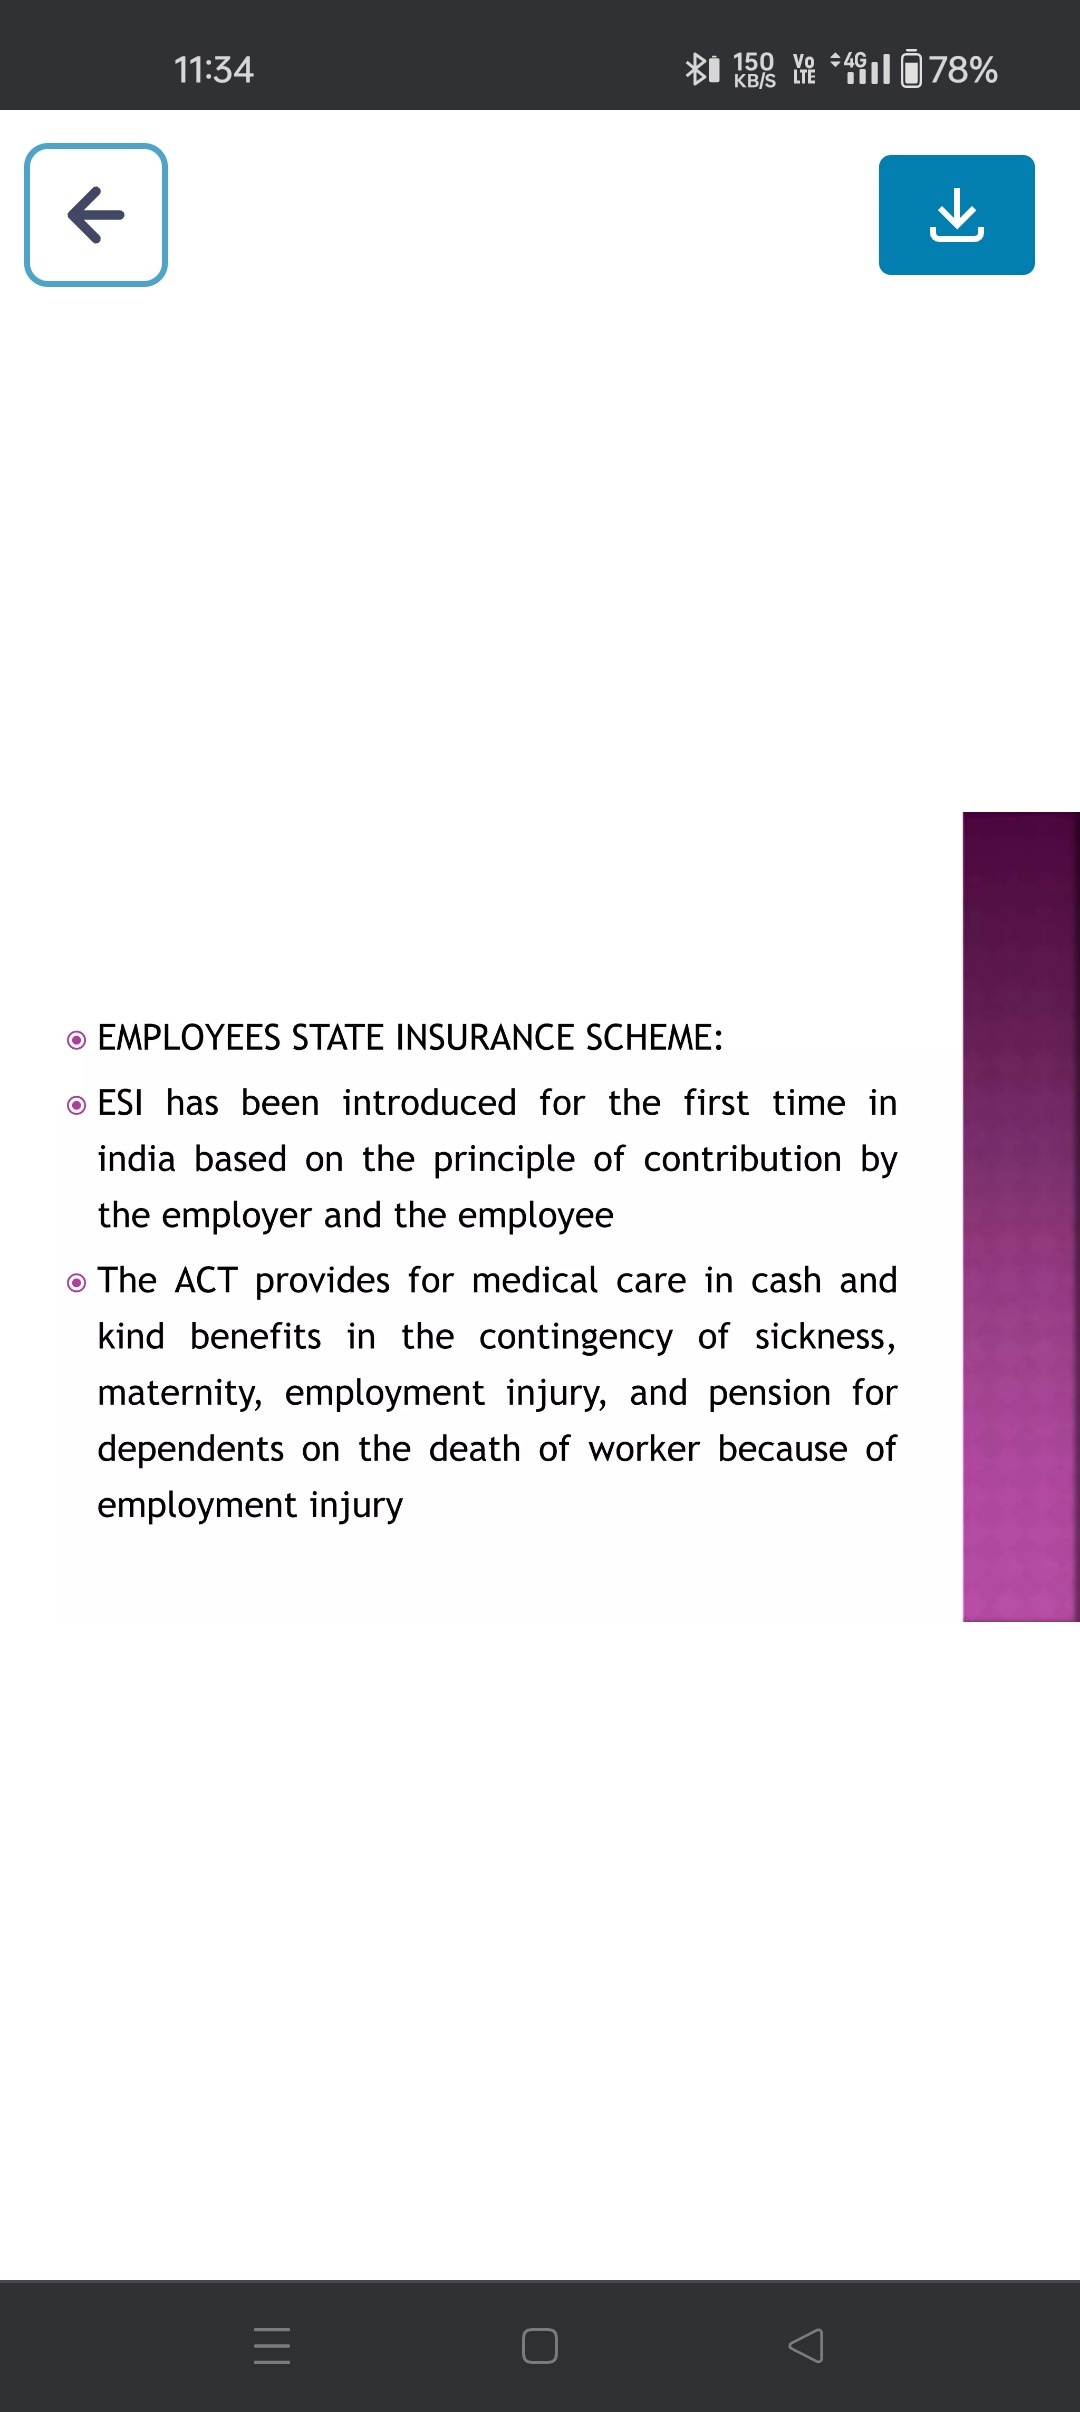 11:34
150
KB/S
Vo
LTE
4G
78%
EMPLOYEES STATE INSURANCE SCHEME:
ESI has been introduced for the first time in
india based on the principle of contribution by
the employer and the employee
The ACT provides for medical care in cash and
kind benefits in the contingency of sickness,
maternity, employment injury, and pension for
dependents on the death of worker because of
employment injury